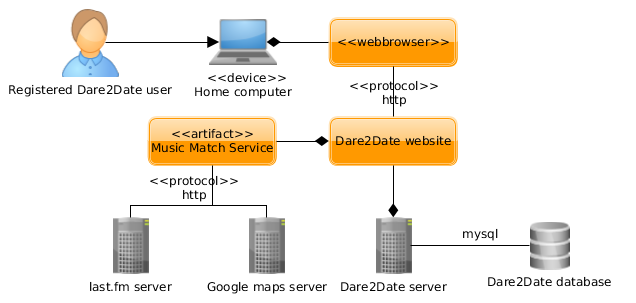 <<webbrowser>>
<<device>>
Registered Dare2Date user
Home computer
<<protocol>>
http
<<artifact>>
Music Match Service
Dare2Date website
<<protocol>>
http
mysql
last.fm server
Google maps server
Dare2Date server
Dare2Date database